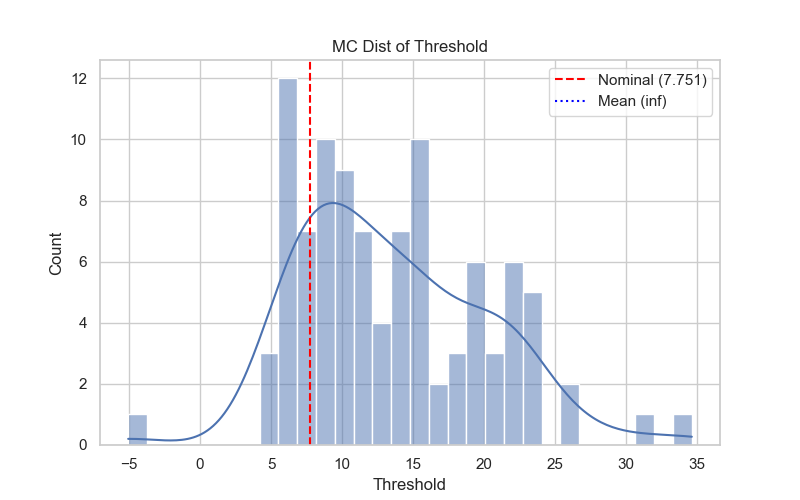 MC Dist of Threshold
Nominal (7.751)
Mean (inf)
12
10
8
6
4
2
0
Count
−5 0 5 10 15 20 25 30 35
Threshold